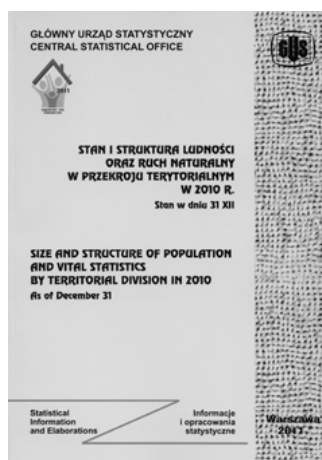 GŁÓWNY URZĄD STATYSTYCZNY
CENTRAL STATISTICAL OFFICE
GUS
2011
STAN I STRUKTURA LUDNOŚCI
ORAZ RUCH NATURALNY
W PRZEKROJU TERYTORIALNYM
W 2010 R.
Stan w dniu 31 XII
SIZE AND STRUCTURE OF POPULATION
AND VITAL STATISTICS
BY TERRITORIAL DIVISION IN 2010
As of December 31
Statistical
Information
and Elaborations
Informacje
i opracowania
statystyczne
Warszawa
2011